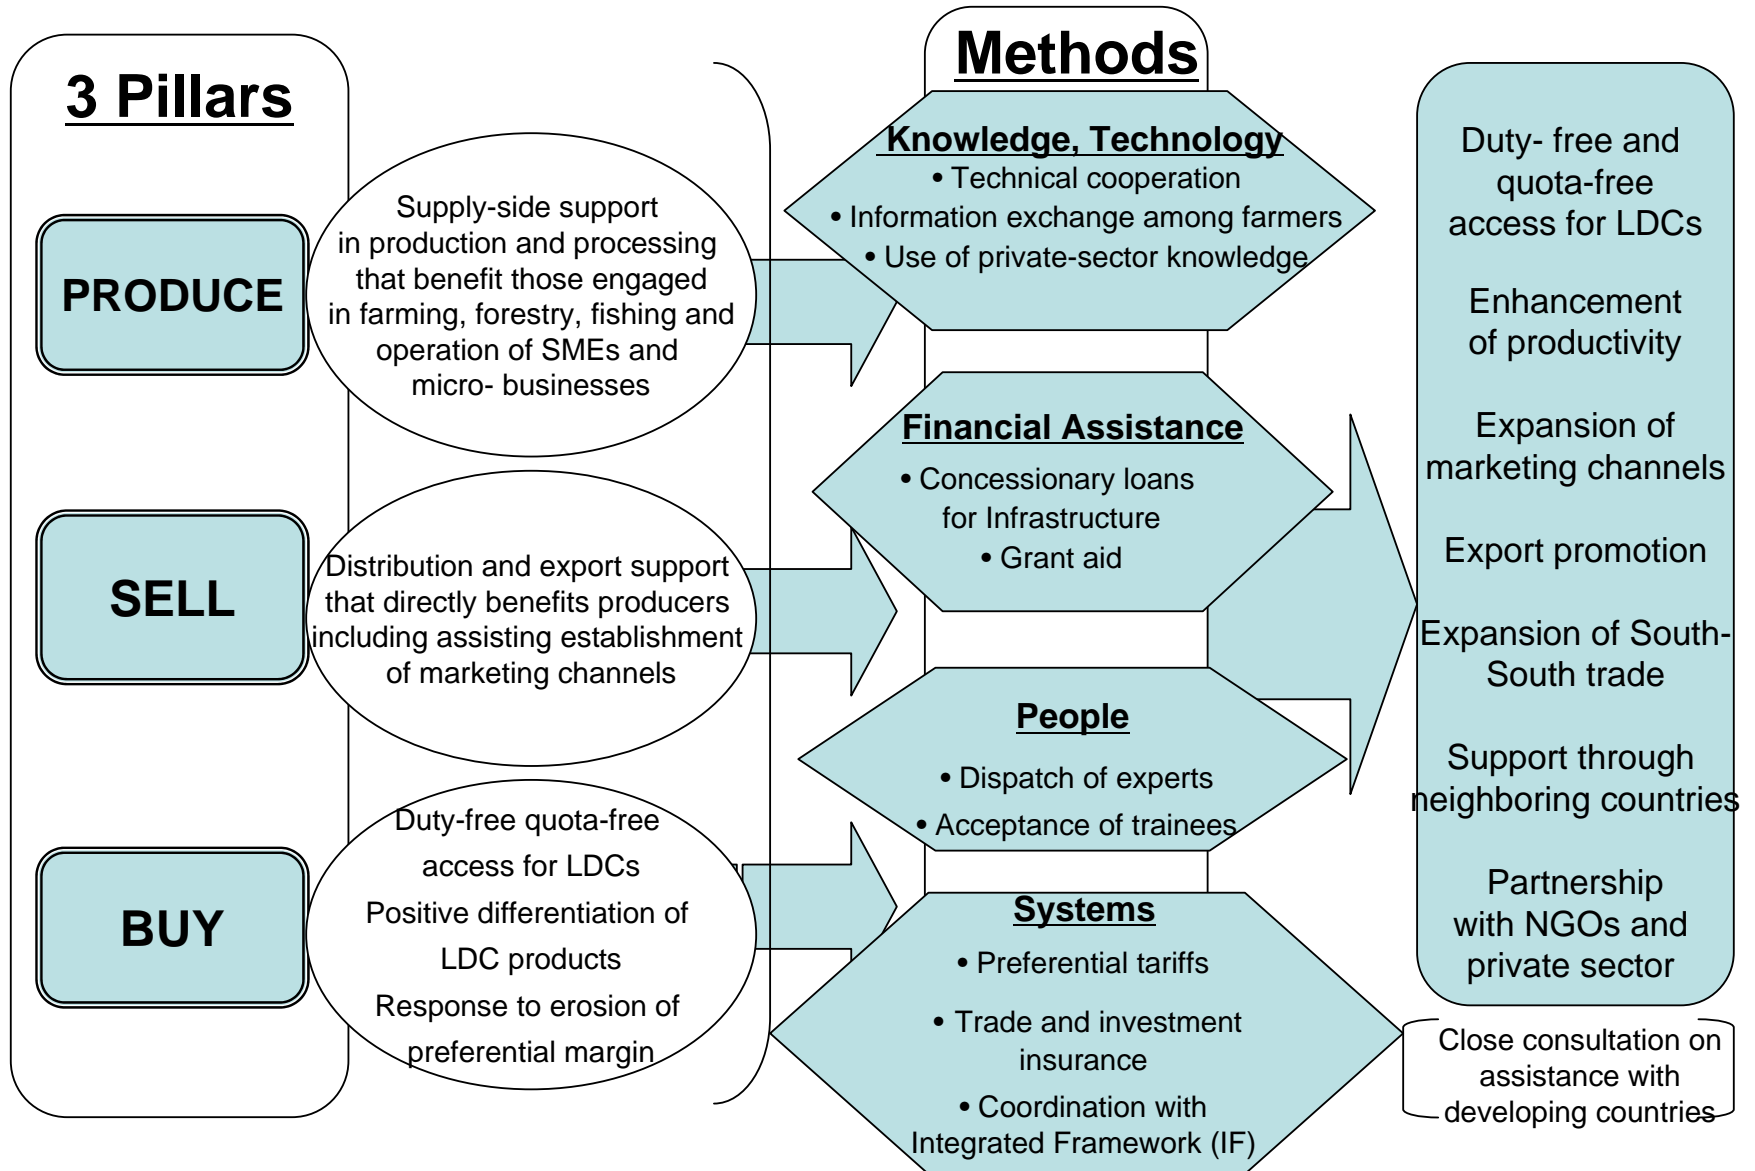 3 Pillars
PRODUCE
Supply-side support
in production and processing
that benefit those engaged
in farming, forestry, fishing and
operation of SMEs and
micro- businesses
SELL
Distribution and export support
that directly benefits producers
including assisting establishment
of marketing channels
BUY
Duty-free quota-free
access for LDCs
Positive differentiation of
LDC products
Response to erosion of
preferential margin
Methods
Knowledge, Technology
• Technical cooperation
• Information exchange among farmers
• Use of private-sector knowledge
Financial Assistance
• Concessionary loans
for Infrastructure
• Grant aid
People
• Dispatch of experts
• Acceptance of trainees
Systems
• Preferential tariffs
• Trade and investment
insurance
• Coordination with
Integrated Framework (IF)
Duty- free and
quota-free
access for LDCs
Enhancement
of productivity
Expansion of
marketing channels
Export promotion
Expansion of South-
South trade
Support through
neighboring countries
Partnership
with NGOs and
private sector
Close consultation on
assistance with
developing countries